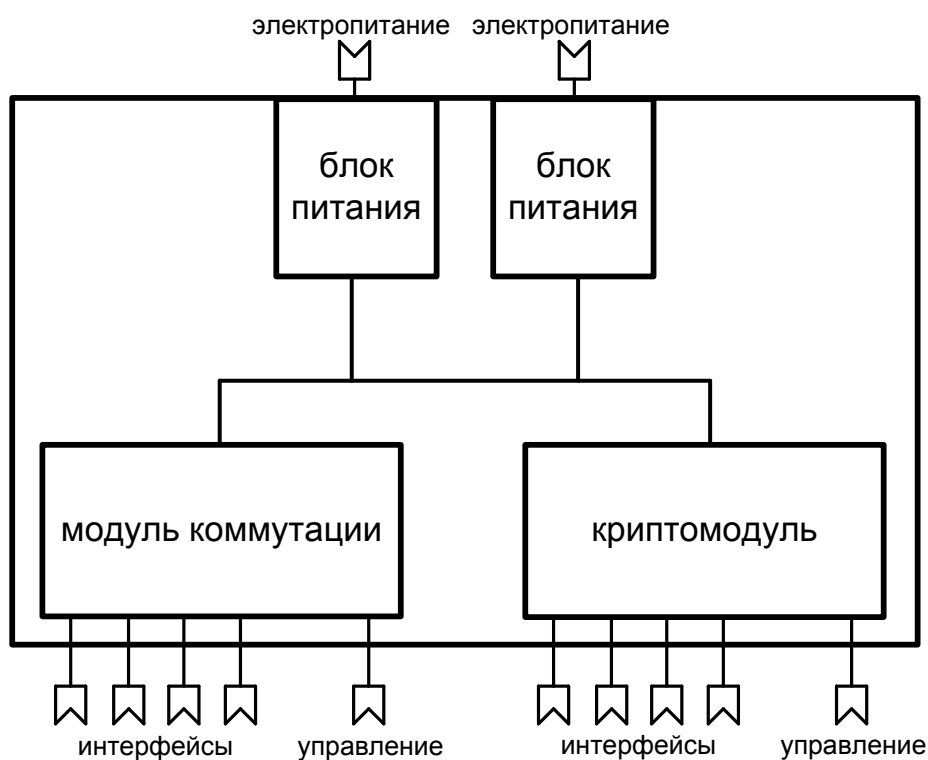 электропитание электропитание
блок
питания
блок
питания
модуль коммутации
криптомодуль
интерфейсы
управление
интерфейсы
управление